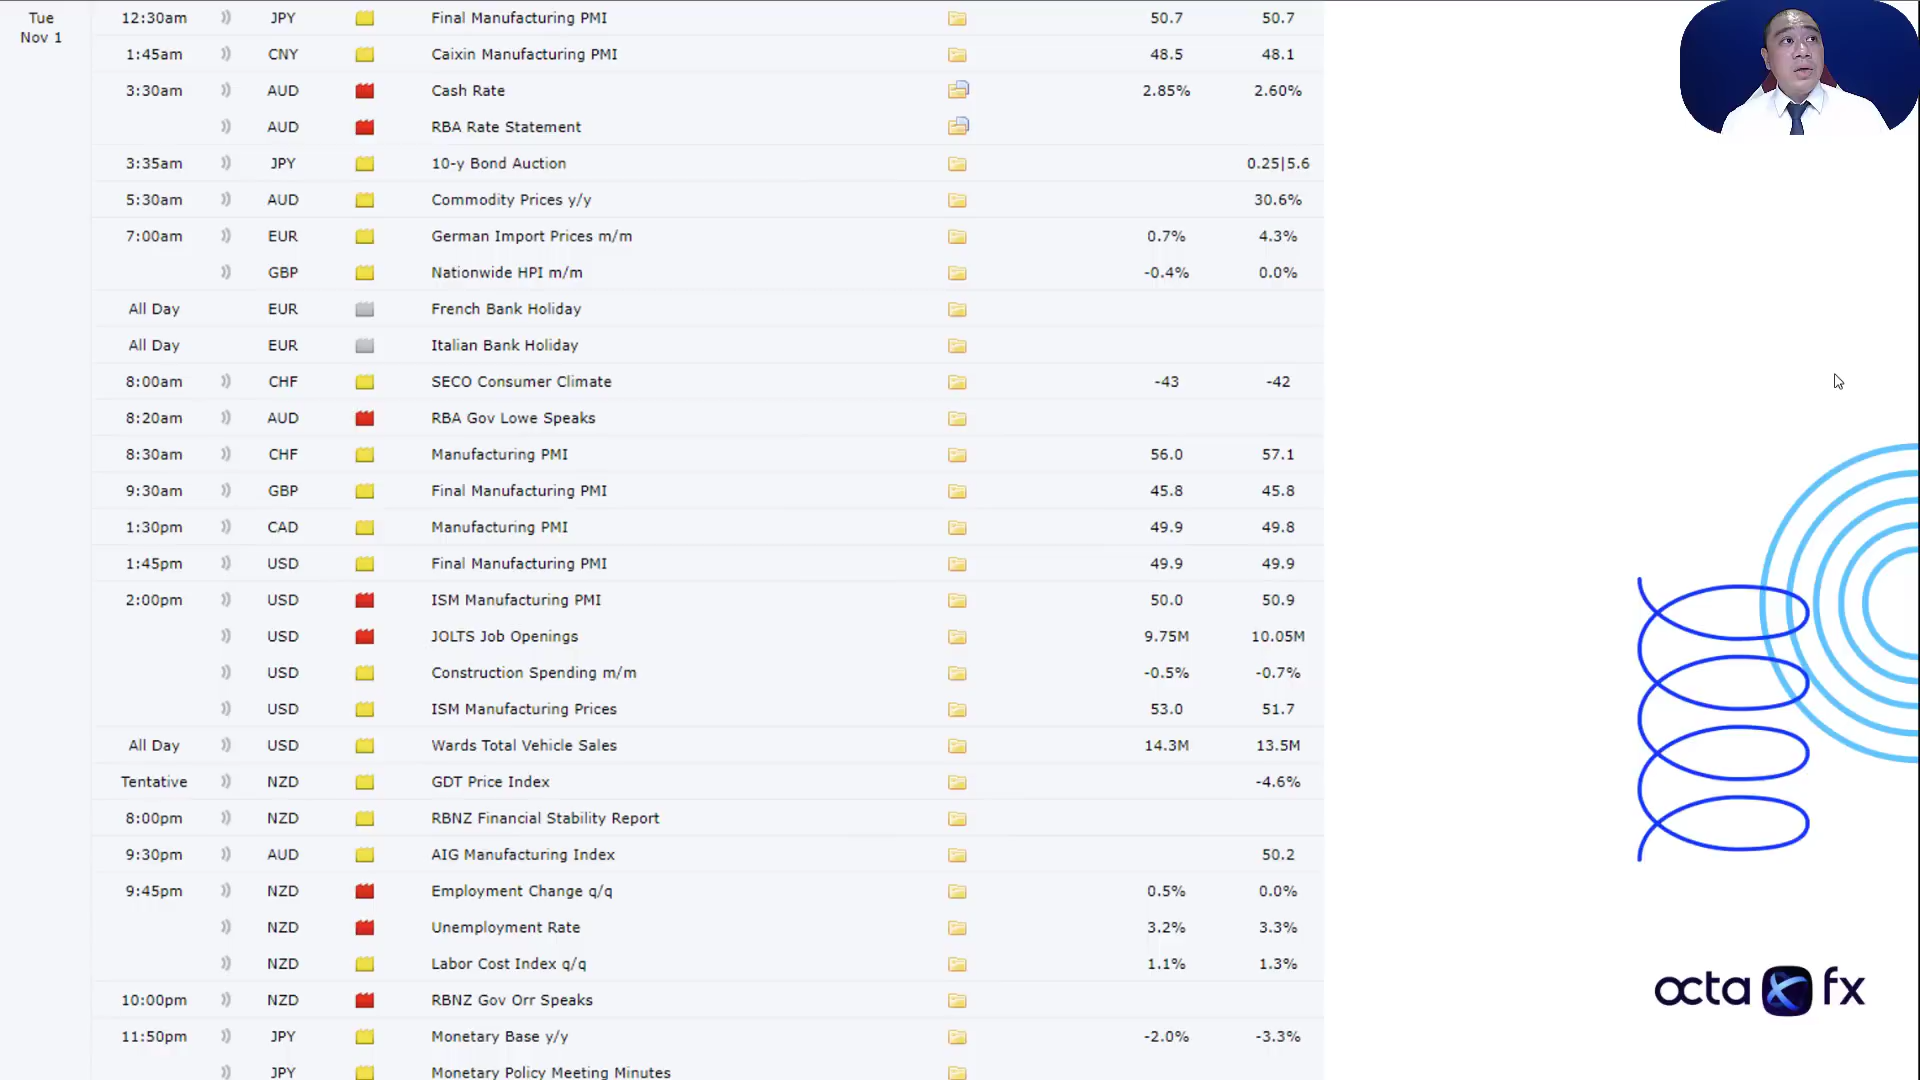 Tue
Nov 1
12:30am JPY Final Manufacturing PMI 50.7 50.7
1:45am CNY Caixin Manufacturing PMI 48.5 48.1
3:30am AUD Cash Rate 2.85% 2.60%
AUD RBA Rate Statement
3:35am JPY 10-y Bond Auction 0.25|5.6
5:30am AUD Commodity Prices y/y 30.6%
7:00am EUR German Import Prices m/m 0.7% 4.3%
GBP Nationwide HPI m/m -0.4% 0.0%
All Day EUR French Bank Holiday
All Day EUR Italian Bank Holiday
8:00am CHF SECO Consumer Climate -43 -42
8:20am AUD RBA Gov Lowe Speaks
8:30am CHF Manufacturing PMI 56.0 57.1
9:30am GBP Final Manufacturing PMI 45.8 45.8
1:30pm CAD Manufacturing PMI 49.9 49.8
1:45pm USD Final Manufacturing PMI 49.9 49.9
2:00pm USD ISM Manufacturing PMI 50.0 50.9
USD JOLTS Job Openings 9.75M 10.05M
USD Construction Spending m/m -0.5% -0.7%
USD ISM Manufacturing Prices 53.0 51.7
All Day USD Wards Total Vehicle Sales 14.3M 13.5M
Tentative NZD GDT Price Index -4.6%
8:00pm NZD RBNZ Financial Stability Report
9:30pm AUD AIG Manufacturing Index 50.2
9:45pm NZD Employment Change q/q 0.5% 0.0%
NZD Unemployment Rate 3.2% 3.3%
NZD Labor Cost Index q/q 1.1% 1.3%
10:00pm NZD RBNZ Gov Orr Speaks
11:50pm JPY Monetary Base y/y -2.0% -3.3%
JPY Monetary Policy Meeting Minutes
octa fx